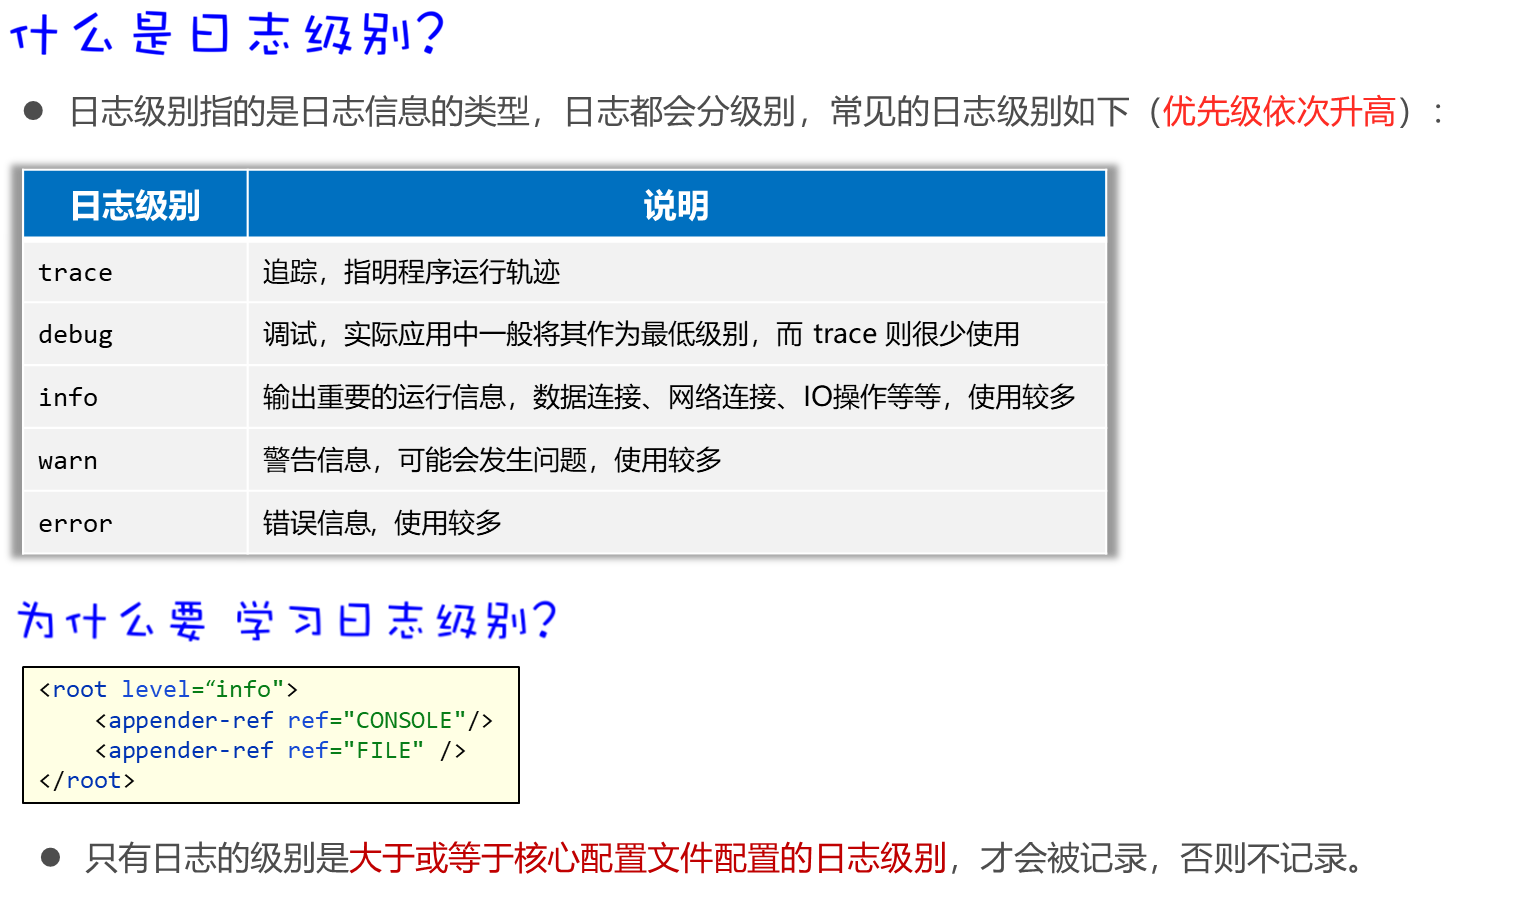 什么是日志级别?
● 日志级别指的是日志信息的类型，日志都会分级别，常见的日志级别如下（优先级依次升高）：
日志级别 说明
trace 追踪，指明程序运行轨迹
debug 调试，实际应用中一般将其作为最低级别，而 trace 则很少使用
info 输出重要的运行信息，数据连接、网络连接、IO操作等等，使用较多
warn 警告信息，可能会发生问题，使用较多
error 错误信息，使用较多
为什么要 学习日志级别?
<root level=“info">
    <appender-ref ref="CONSOLE"/>
    <appender-ref ref="FILE" />
</root>
● 只有日志的级别是大于或等于核心配置文件配置的日志级别，才会被记录，否则不记录。